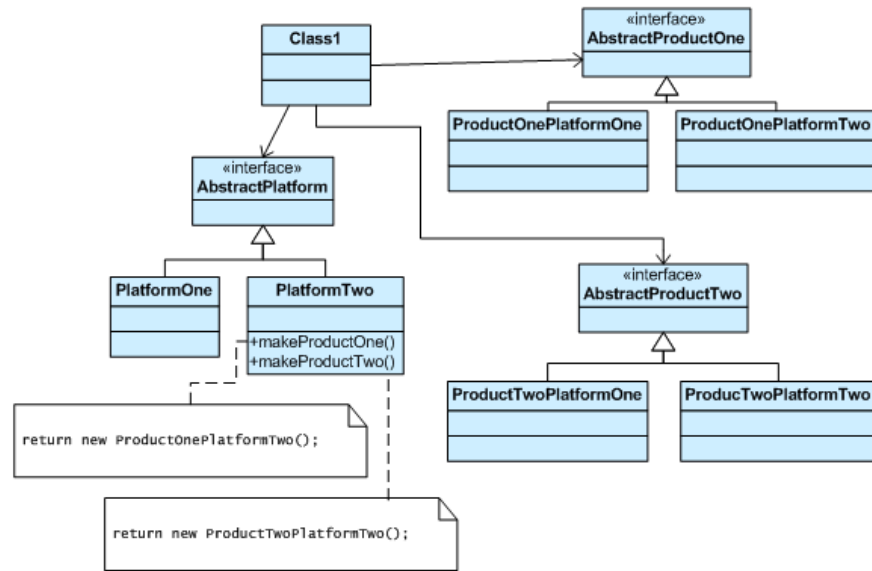 Class1
«interface»
AbstractProductOne
ProductOnePlatformOne
ProductOnePlatformTwo
«interface»
AbstractPlatform
PlatformOne
PlatformTwo
+makeProductOne()
+makeProductTwo()
«interface»
AbstractProductTwo
ProductTwoPlatformOne
ProducTwoPlatformTwo
return new ProductOnePlatformTwo();
return new ProductTwoPlatformTwo();